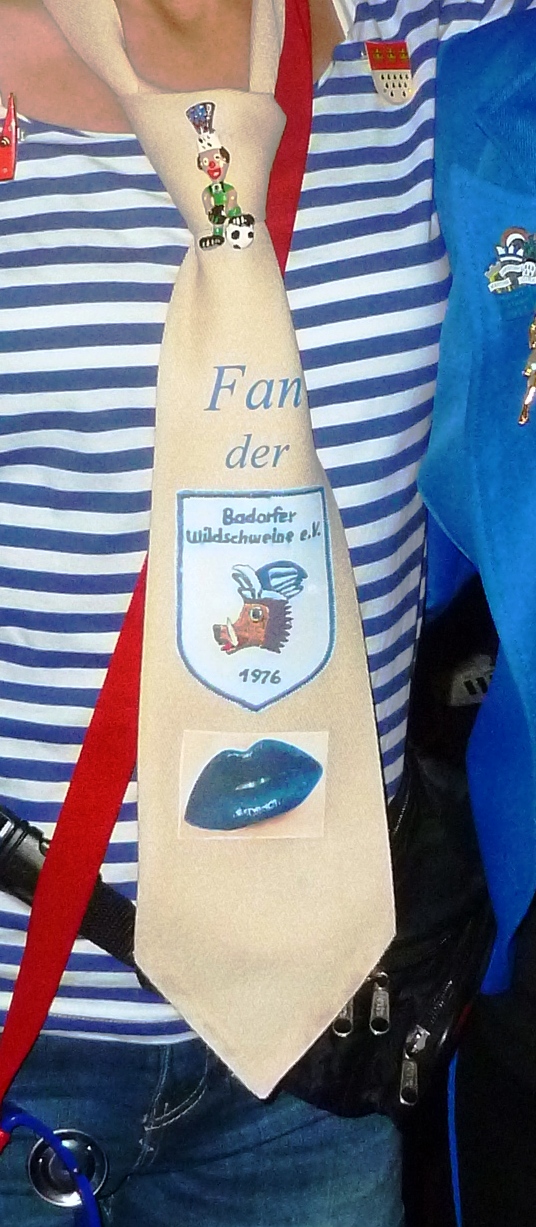 Fan
der
Badorfer
Wildschweine e.V.
1976